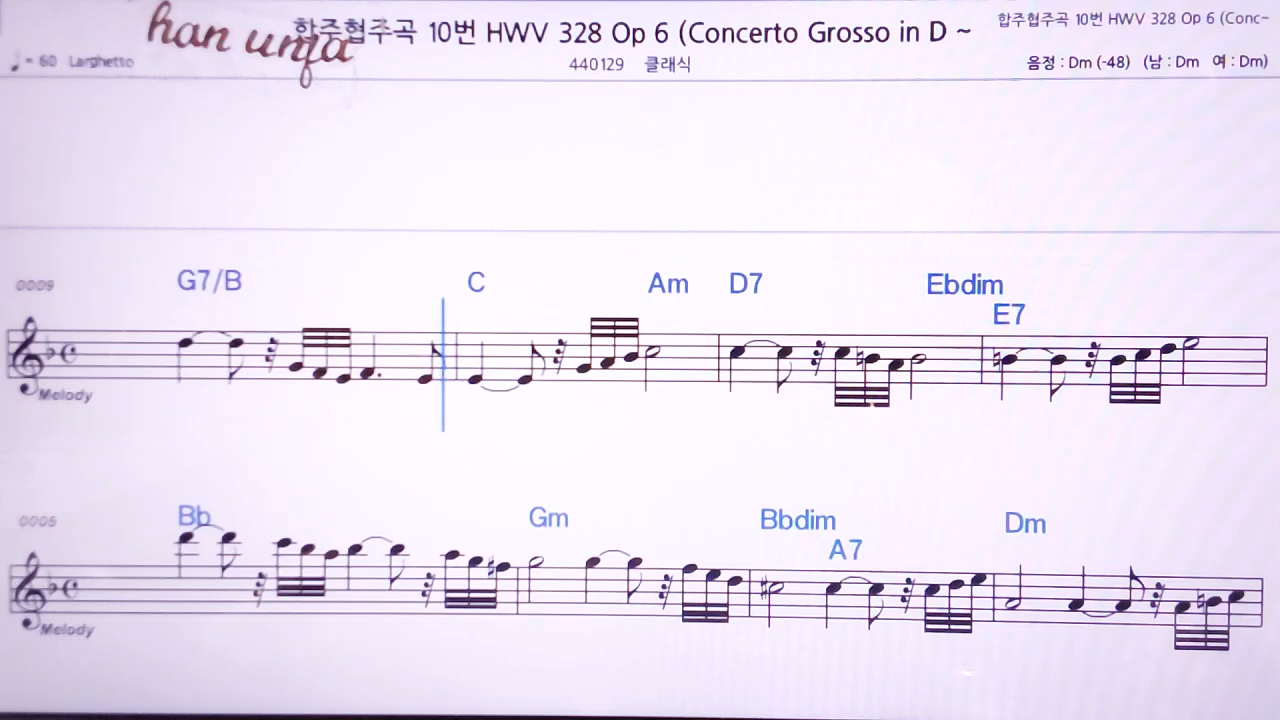 han unja
합주협주곡 10번 HWV 328 Op 6 (Concerto Grosso in D ~
합주협주곡 10번 HWV 328 Op 6 (Conc~
♩ = 60 Larghetto
440129 클래식
음정 : Dm (-48) (남 : Dm 여 : Dm)
0009
G7/B C Am D7 Ebdim
E7
Melody
0005
Bb Gm Bbdim Dm
A7
Melody